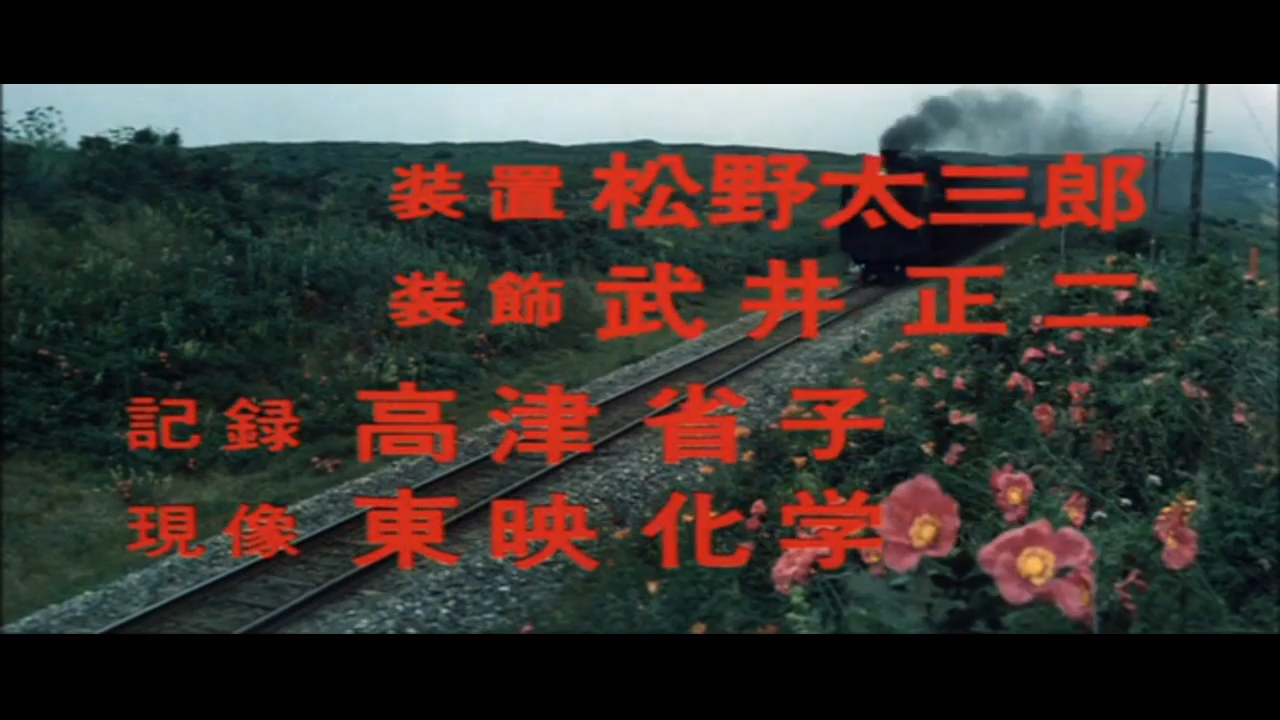 装置 松野太三郎
装飾 武井正二
記録 高津省子
現像 東映化学